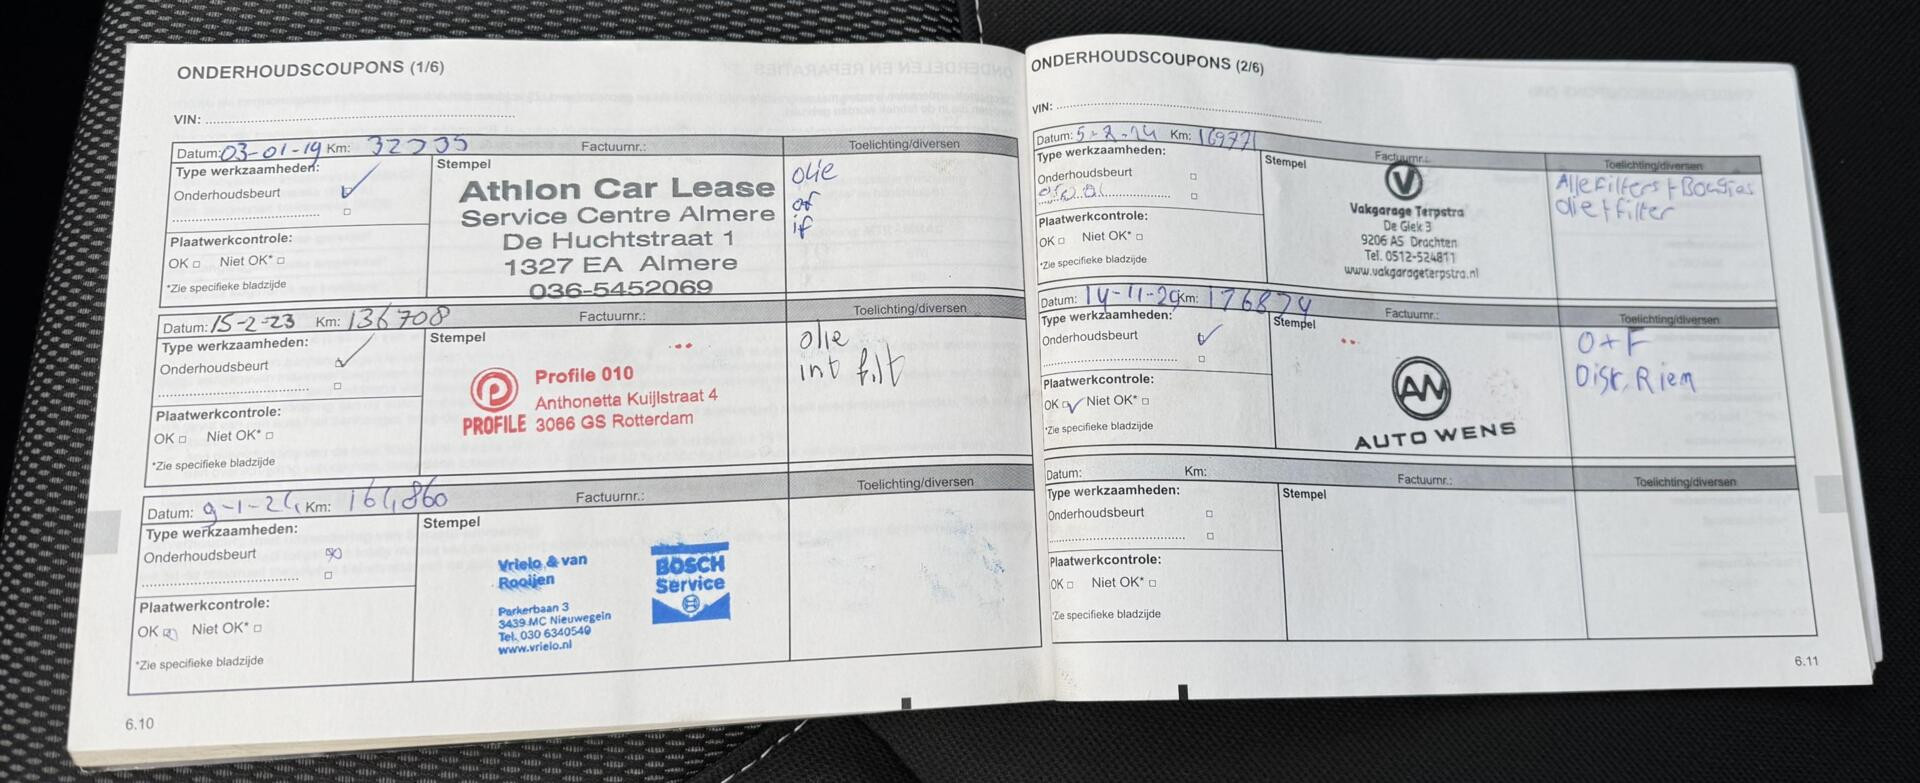 ONDERHOUDSCOUPONS (1/6)
VIN:
Datum: 03-01-19 Km: 32335 Factuurnr.: Toelichting/diversen
Type werkzaamheden:
Onderhoudsbeurt
Plaatwerkcontrole:
OK Niet OK*
*Zie specifieke bladzijde
Stempel
Athlon Car Lease
Service Centre Almere
De Huchtstraat 1
1327 EA Almere
036-5452069
olie
of
if
Datum: 15-2-23 Km: 136708 Factuurnr.: Toelichting/diversen
Type werkzaamheden:
Onderhoudsbeurt
Plaatwerkcontrole:
OK Niet OK*
*Zie specifieke bladzijde
Stempel
Profile 010
Anthonetta Kuijlstraat 4
PROFILE 3066 GS Rotterdam
olie
int filt
Datum: 9-1-24 Km: 164860 Factuurnr.: Toelichting/diversen
Type werkzaamheden:
Onderhoudsbeurt
Plaatwerkcontrole:
OK Niet OK*
*Zie specifieke bladzijde
Stempel
Vrielo & van
Rooijen
Parkerbaan 3
3439 MC Nieuwegein
Tel. 030 6340540
www.vrielo.nl
BOSCH
Service
6.10
ONDERHOUDSCOUPONS (2/6)
VIN:
Datum: Km: 169771 Factuurnr.: Toelichting/diversen
Type werkzaamheden:
Onderhoudsbeurt
Plaatwerkcontrole:
OK Niet OK*
*Zie specifieke bladzijde
Stempel
Vakgarage Terpstra
De Giek 3
9206 AS Drachten
Tel. 0512-524811
www.vakgarageterpstra.nl
Alle Filters + Bougias
olie + filter
Datum: 14-11-24 Km: 176874 Factuurnr.: Toelichting/diversen
Type werkzaamheden:
Onderhoudsbeurt
Plaatwerkcontrole:
OK Niet OK*
*Zie specifieke bladzijde
Stempel
AW
AUTO WENS
O+F
Distr. Riem
Datum: Km: Factuurnr.: Toelichting/diversen
Type werkzaamheden:
Onderhoudsbeurt
Plaatwerkcontrole:
OK Niet OK*
*Zie specifieke bladzijde
Stempel
6.11